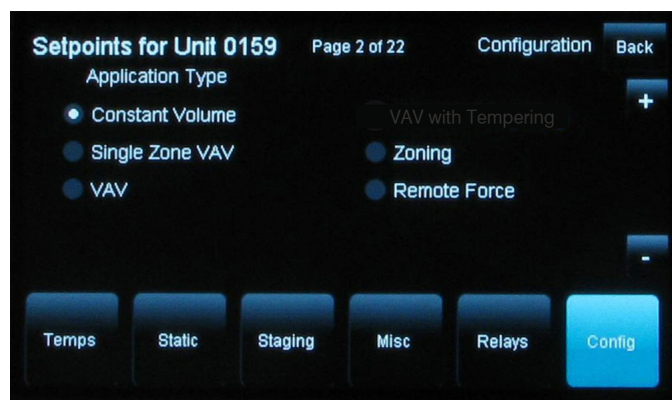 Setpoints for Unit 0159 Page 2 of 22 Configuration Back
Application Type
+
Constant Volume VAV with Tempering
Single Zone VAV Zoning
VAV Remote Force
-
Temps Static Staging Misc Relays Config